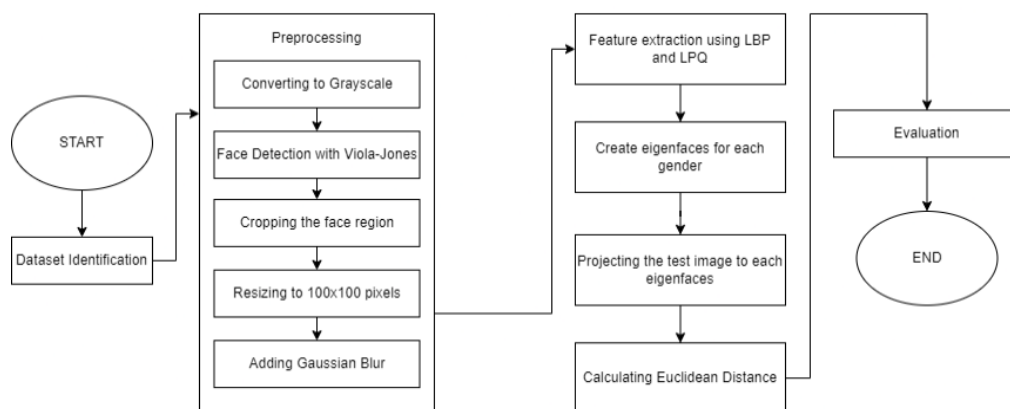 START
Dataset Identification
Preprocessing
Converting to Grayscale
Face Detection with Viola-Jones
Cropping the face region
Resizing to 100x100 pixels
Adding Gaussian Blur
Feature extraction using LBP
and LPQ
Create eigenfaces for each
gender
Projecting the test image to each
eigenfaces
Calculating Euclidean Distance
Evaluation
END